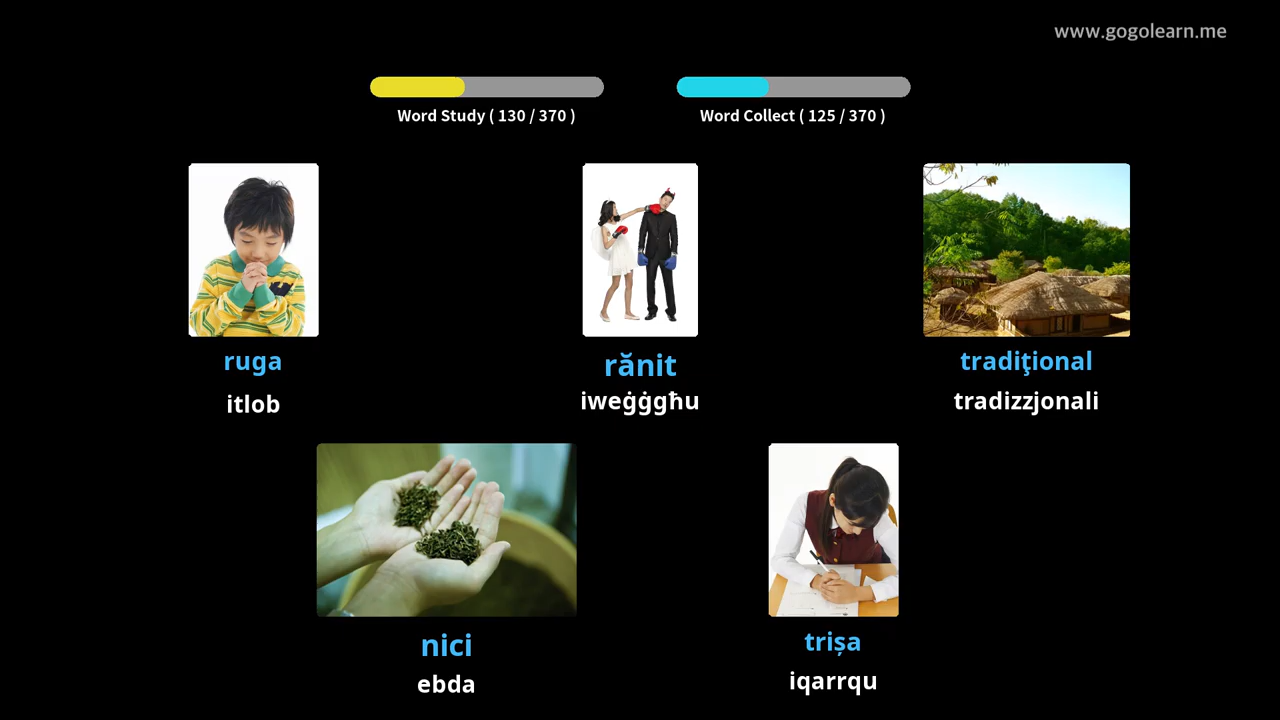 www.gogolearn.me
Word Study ( 130 / 370 )
Word Collect ( 125 / 370 )
ruga
itlob
rănit
iweġġgħu
tradiţional
tradizzjonali
nici
ebda
trișa
iqarrqu